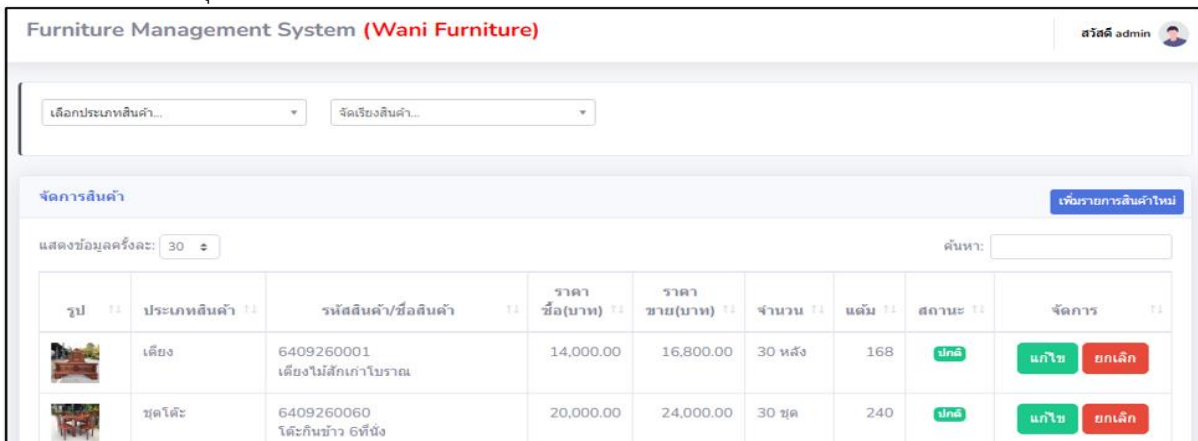 Furniture Management System (Wani Furniture)
สวัสดี admin
เลือกประเภทสินค้า...
จัดเรียงสินค้า...
จัดการสินค้า
เพิ่มรายการสินค้าใหม่
แสดงข้อมูลครั้งละ: 30
ค้นหา:
รูป ประเภทสินค้า รหัสสินค้า/ชื่อสินค้า ราคาซื้อ(บาท) ราคาขาย(บาท) จำนวน แต้ม สถานะ จัดการ
เตียง 6409260001 14,000.00 16,800.00 30 หลัง 168 ปกติ แก้ไข ยกเลิก
เตียงไม้สักเก่าโบราณ
ชุดโต๊ะ 6409260060 20,000.00 24,000.00 30 ชุด 240 ปกติ แก้ไข ยกเลิก
โต๊ะกินข้าว 6ที่นั่ง